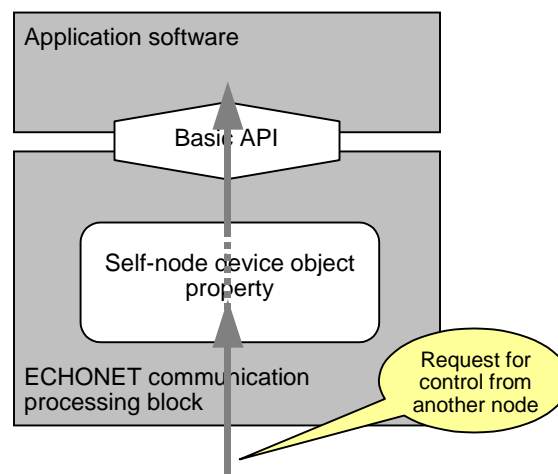 Application software
Basic API
Self-node device object
property
ECHONET communication
processing block
Request for
control from
another node